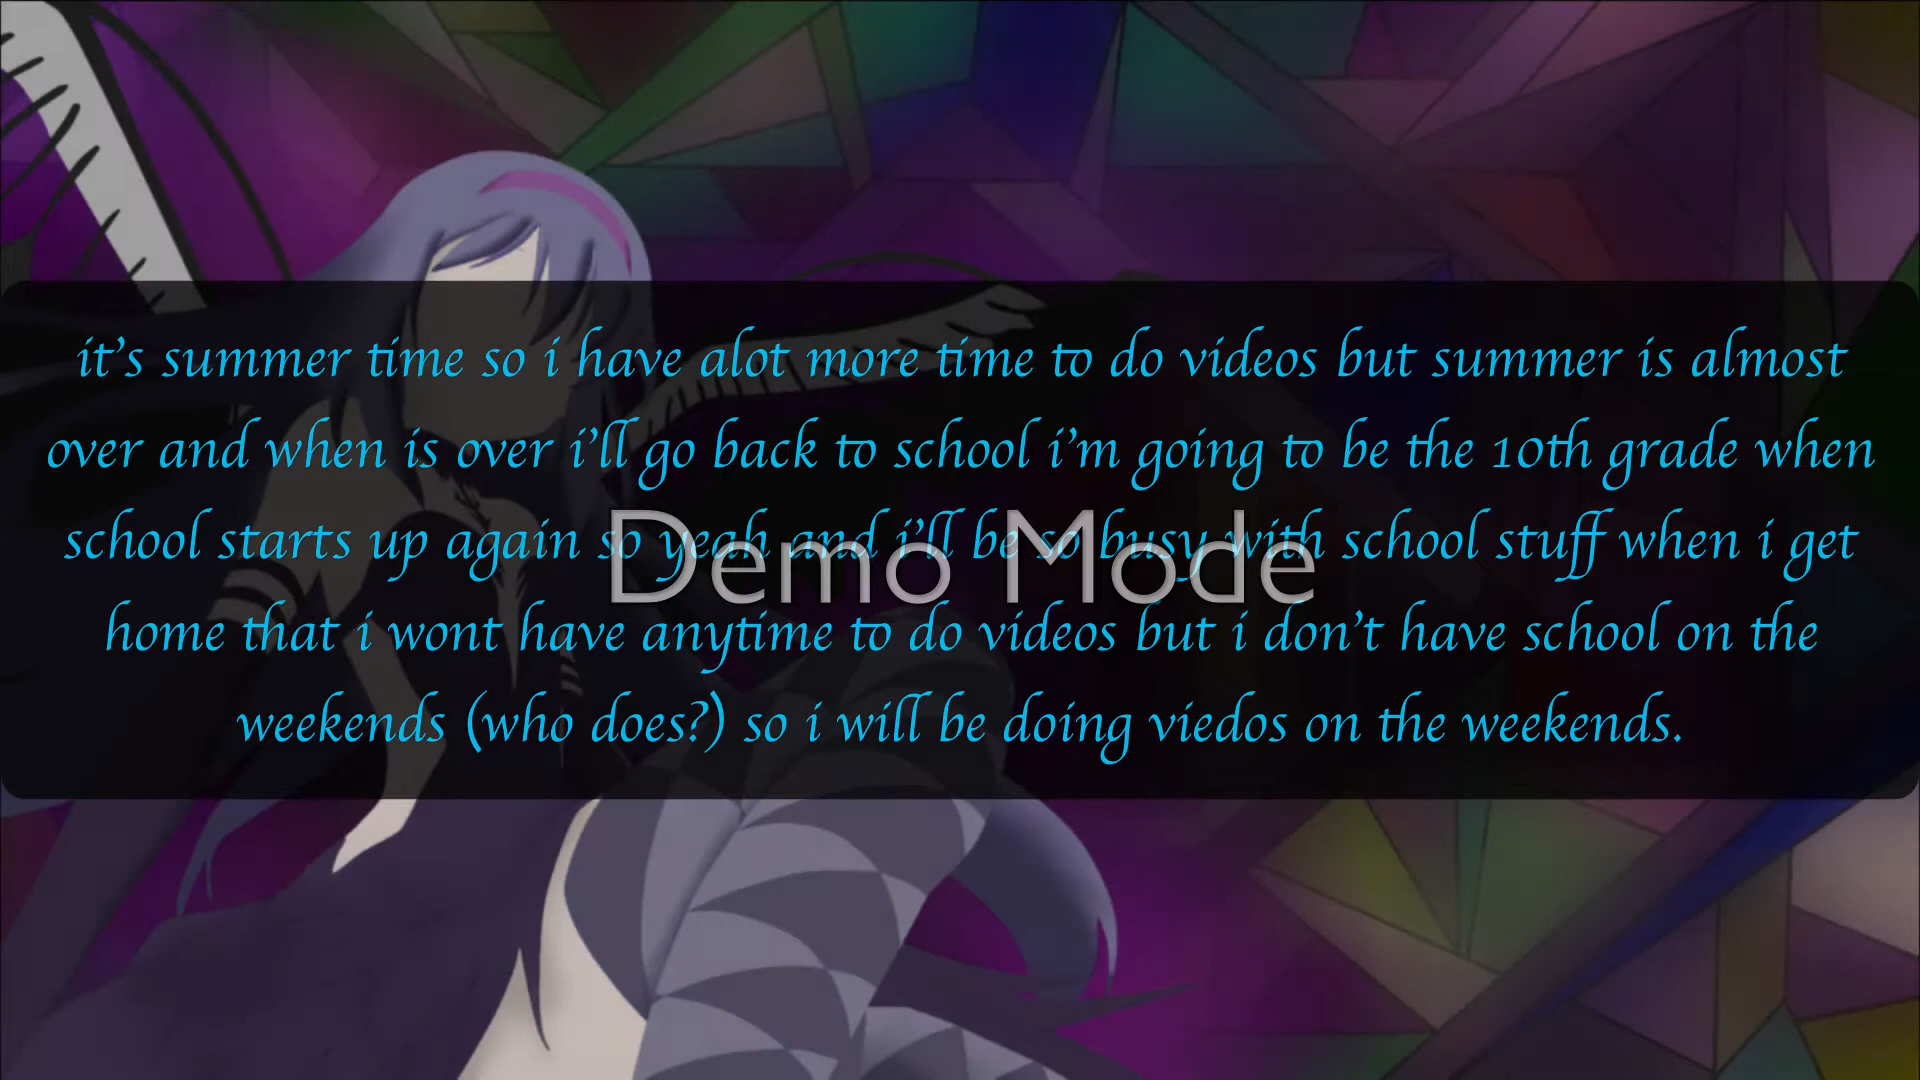 it's summer time so i have alot more time to do videos but summer is almost
over and when is over i'll go back to school i'm going to be the 10th grade when
school starts up again so yeah and i'll be so busy with school stuff when i get
home that i wont have anytime to do videos but i don't have school on the
weekends (who does?) so i will be doing viedos on the weekends.
Demo Mode